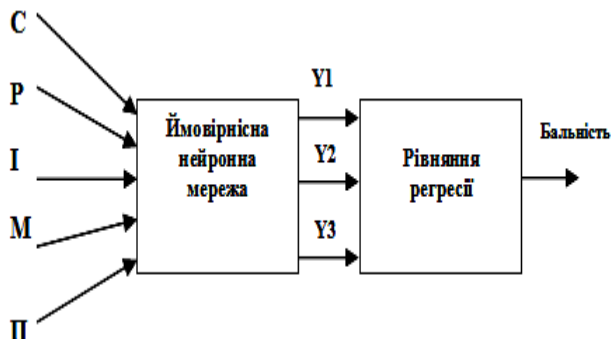 С
Р
І
М
П
Ймовірнісна
нейронна
мережа
Y1
Y2
Y3
Рівняння
регресії
Бальність